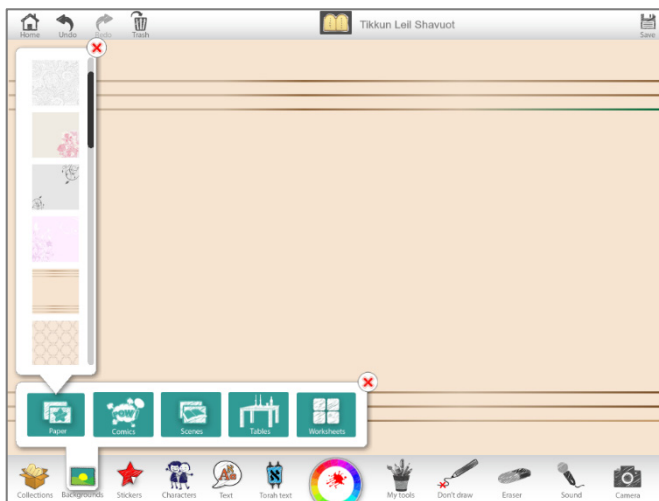 Home Undo Redo Trash Tikkun Leil Shavuot Save
POW
Paper Comics Scenes Tables Worksheets
Collections Backgrounds Stickers Characters Text Torah text My tools Don't draw Eraser Sound Camera